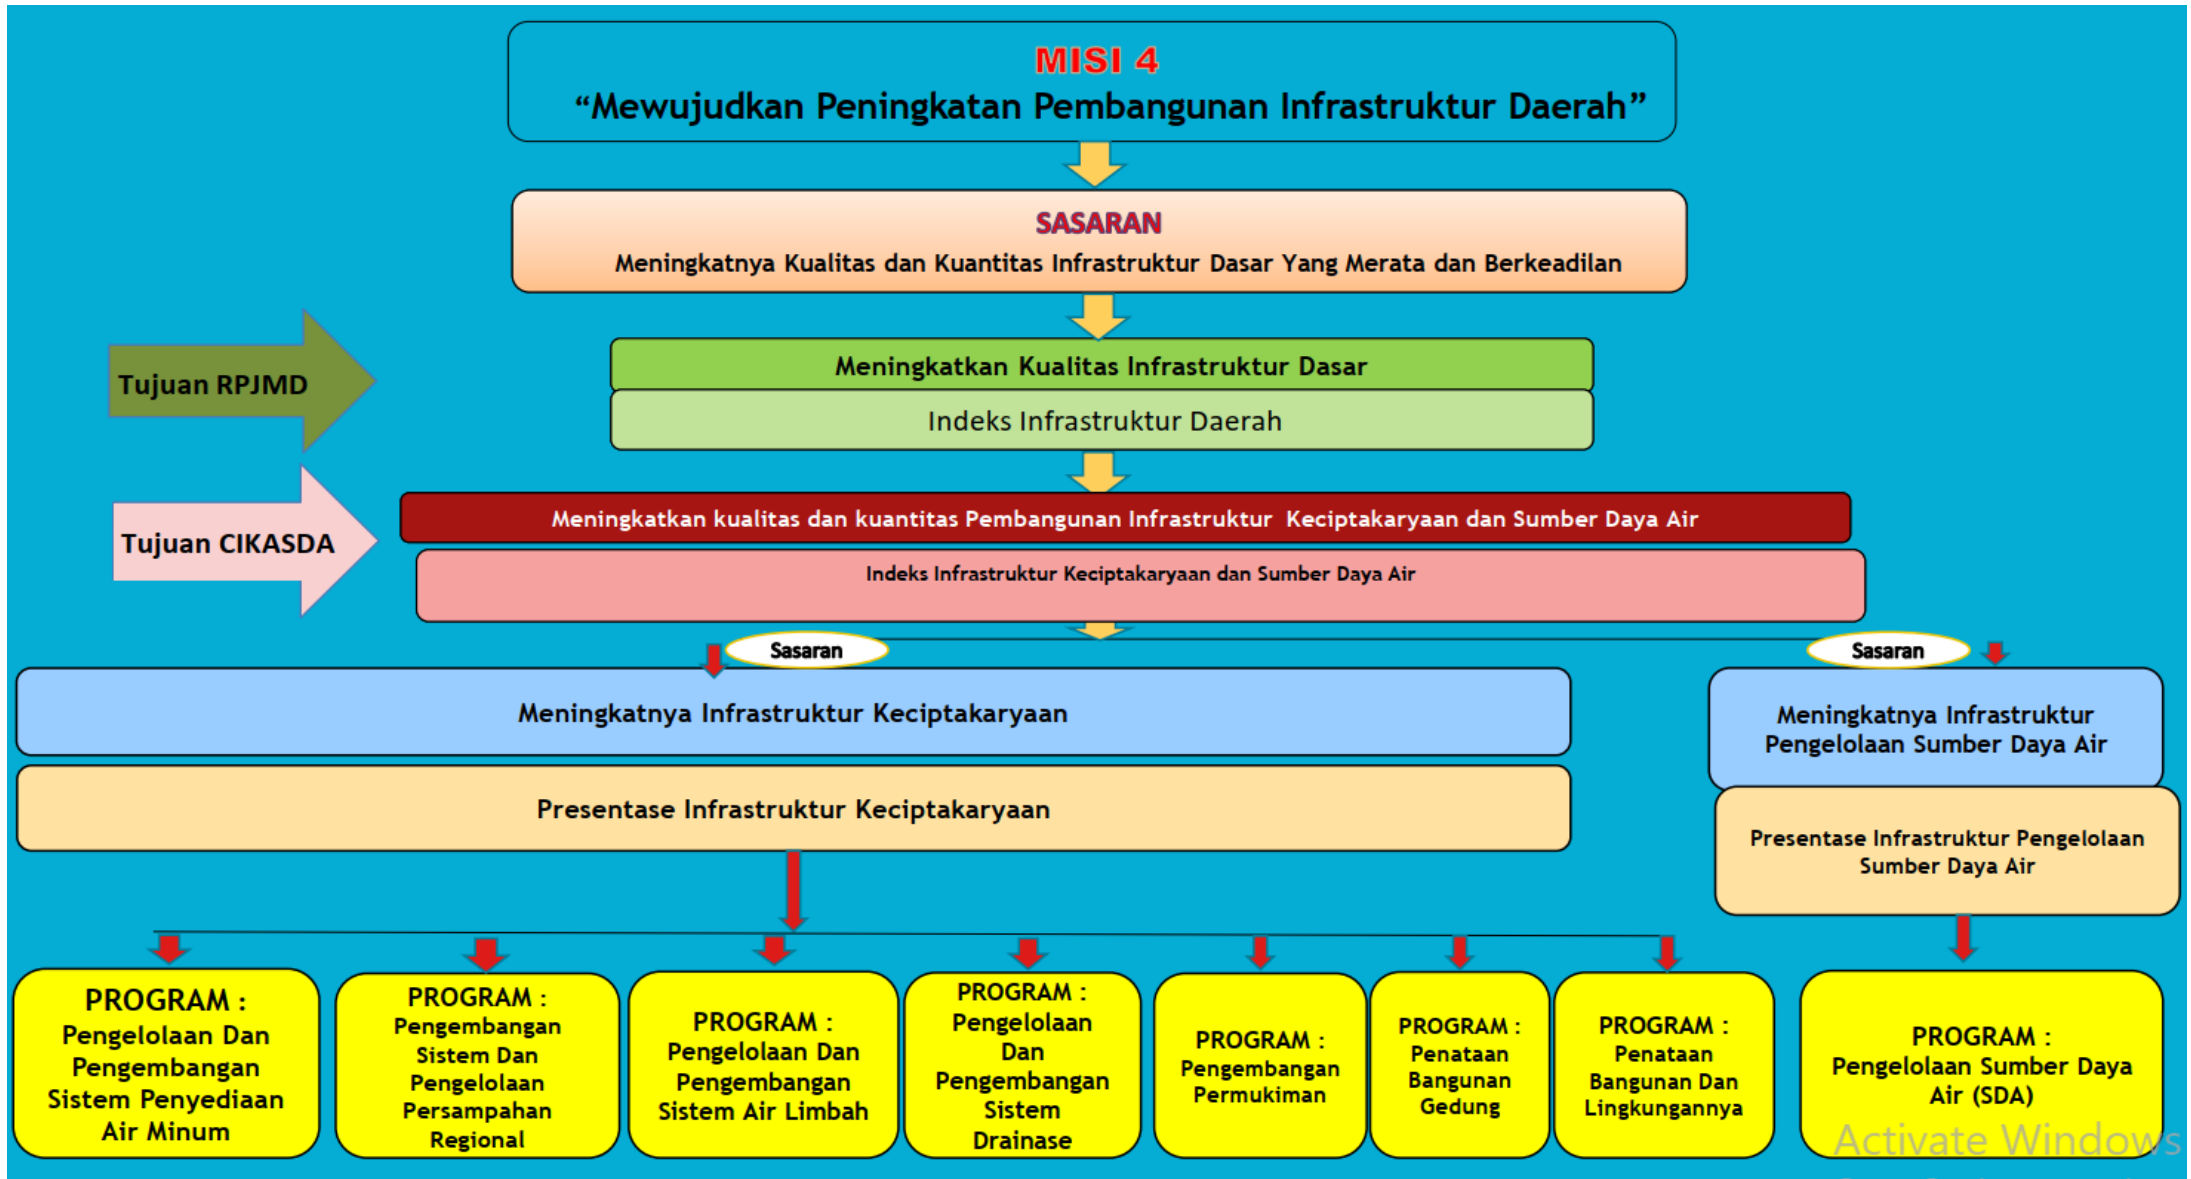 MISI 4
“Mewujudkan Peningkatan Pembangunan Infrastruktur Daerah”
SASARAN
Meningkatnya Kualitas dan Kuantitas Infrastruktur Dasar Yang Merata dan Berkeadilan
Tujuan RPJMD
Meningkatkan Kualitas Infrastruktur Dasar
Indeks Infrastruktur Daerah
Tujuan CIKASDA
Meningkatkan kualitas dan kuantitas Pembangunan Infrastruktur Keciptakaryaan dan Sumber Daya Air
Indeks Infrastruktur Keciptakaryaan dan Sumber Daya Air
Sasaran
Sasaran
Meningkatnya Infrastruktur Keciptakaryaan
Meningkatnya Infrastruktur
Pengelolaan Sumber Daya Air
Presentase Infrastruktur Keciptakaryaan
Presentase Infrastruktur Pengelolaan
Sumber Daya Air
PROGRAM :
Pengelolaan Dan
Pengembangan
Sistem Penyediaan
Air Minum
PROGRAM :
Pengembangan
Sistem Dan
Pengelolaan
Persampahan
Regional
PROGRAM :
Pengelolaan Dan
Pengembangan
Sistem Air Limbah
PROGRAM :
Pengelolaan
Dan
Pengembangan
Sistem
Drainase
PROGRAM :
Pengembangan
Permukiman
PROGRAM :
Penataan
Bangunan
Gedung
PROGRAM :
Penataan
Bangunan Dan
Lingkungannya
PROGRAM :
Pengelolaan Sumber Daya
Air (SDA)
Activate Windows